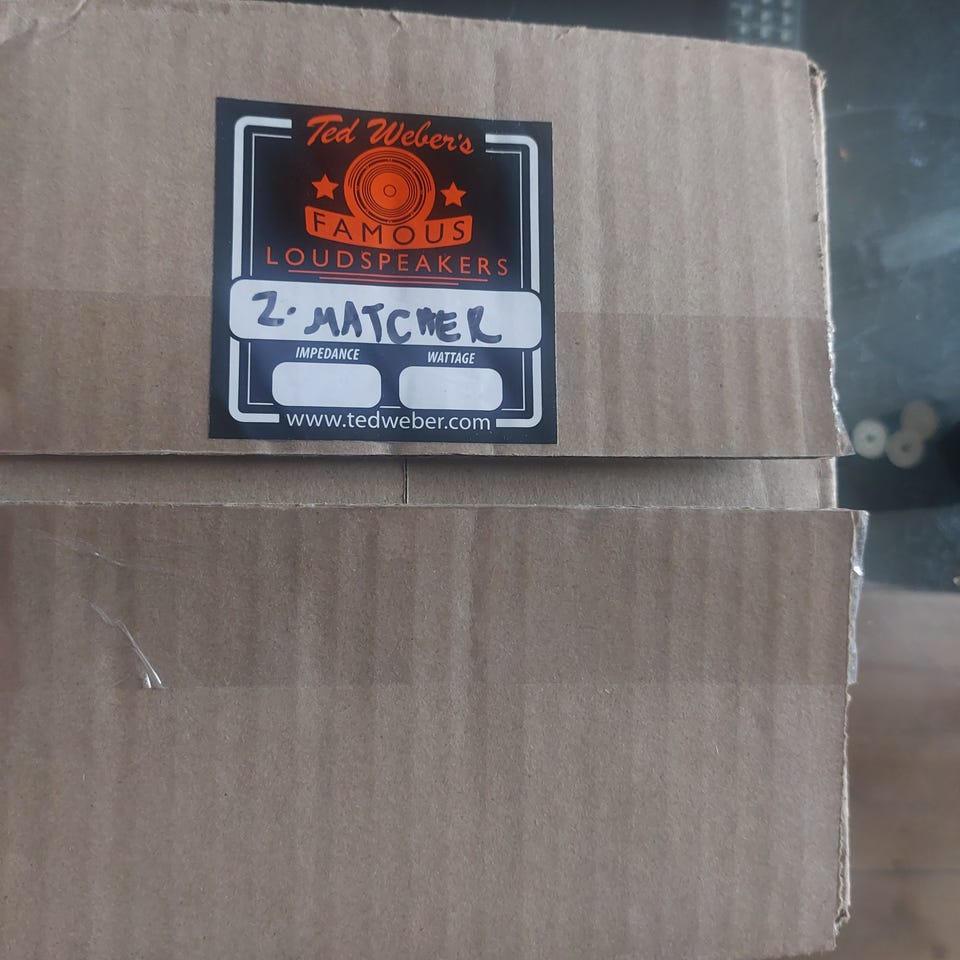 Ted Weber's
FAMOUS
LOUDSPEAKERS
Z-MATCHER
IMPEDANCE WATTAGE
www.tedweber.com